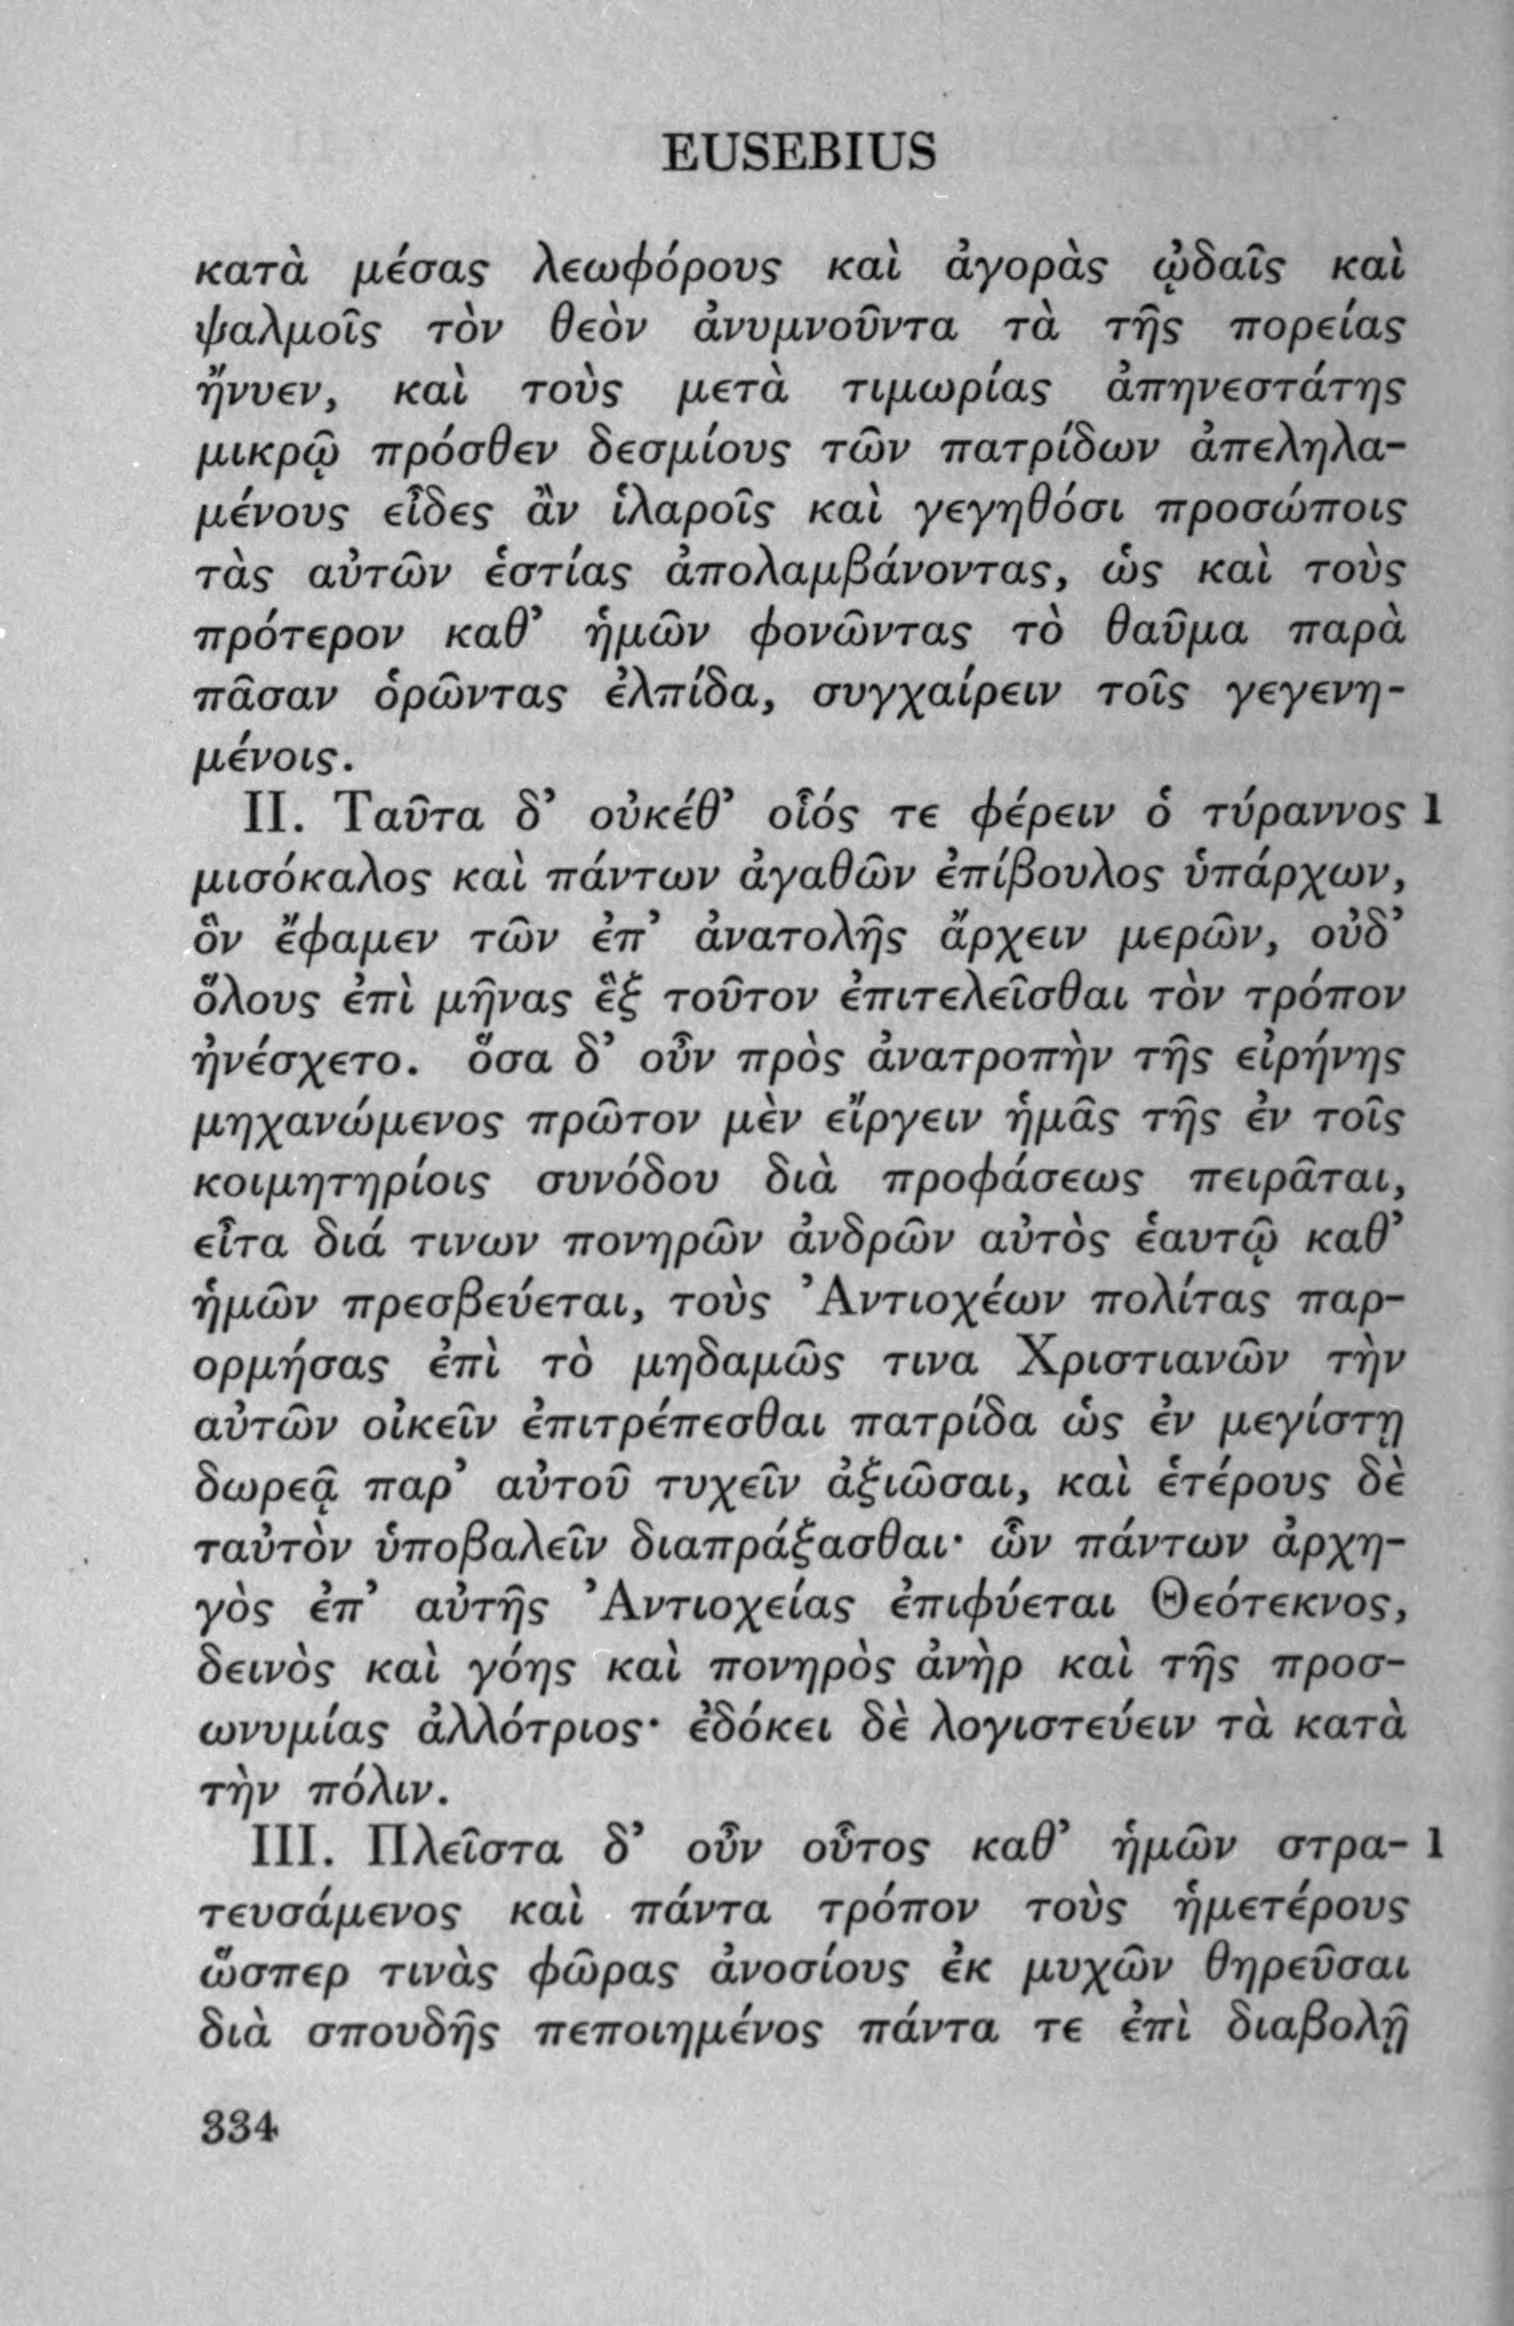 EUSEBIUS
κατὰ μέσας λεωφόρους καὶ ἀγορὰς ᾠδαῖς καὶ
ψαλμοῖς τὸν θεὸν ἀνυμνοῦντα τὰ τῆς πορείας
ἤνυεν, καὶ τοὺς μετὰ τιμωρίας ἀπηνεστάτης
μικρῷ πρόσθεν δεσμίους τῶν πατρίδων ἀπεληλα-
μένους εἶδες ἂν ἱλαροῖς καὶ γεγηθόσι προσώποις
τὰς αὐτῶν ἑστίας ἀπολαμβάνοντας, ὡς καὶ τοὺς
πρότερον καθ’ ἡμῶν φονῶντας τὸ θαῦμα παρὰ
πᾶσαν ὁρῶντας ἐλπίδα, συγχαίρειν τοῖς γεγενη-
μένοις.
II. Ταῦτα δ’ οὐκέθ’ οἷός τε φέρειν ὁ τύραννος 1
μισόκαλος καὶ πάντων ἀγαθῶν ἐπίβουλος ὑπάρχων,
ὃν ἔφαμεν τῶν ἐπ’ ἀνατολῆς ἄρχειν μερῶν, οὐδ’
ὅλους ἐπὶ μῆνας ἓξ τοῦτον ἐπιτελεῖσθαι τὸν τρόπον
ἠνέσχετο. ὅσα δ’ οὖν πρὸς ἀνατροπὴν τῆς εἰρήνης
μηχανώμενος πρῶτον μὲν εἴργειν ἡμᾶς τῆς ἐν τοῖς
κοιμητηρίοις συνόδου διὰ προφάσεως πειρᾶται,
εἶτα διά τινων πονηρῶν ἀνδρῶν αὐτὸς ἑαυτῷ καθ’
ἡμῶν πρεσβεύεται, τοὺς Ἀντιοχέων πολίτας παρ-
ορμήσας ἐπὶ τὸ μηδαμῶς τινα Χριστιανῶν τὴν
αὐτῶν οἰκεῖν ἐπιτρέπεσθαι πατρίδα ὡς ἐν μεγίστῃ
δωρεᾷ παρ’ αὐτοῦ τυχεῖν ἀξιῶσαι, καὶ ἑτέρους δὲ
ταὐτὸν ὑποβαλεῖν διαπράξασθαι· ὧν πάντων ἀρχη-
γὸς ἐπ’ αὐτῆς Ἀντιοχείας ἐπιφύεται Θεότεκνος,
δεινὸς καὶ γόης καὶ πονηρὸς ἀνὴρ καὶ τῆς προσ-
ωνυμίας ἀλλότριος· ἐδόκει δὲ λογιστεύειν τὰ κατὰ
τὴν πόλιν.
III. Πλεῖστα δ’ οὖν οὗτος καθ’ ἡμῶν στρα- 1
τευσάμενος καὶ πάντα τρόπον τοὺς ἡμετέρους
ὥσπερ τινὰς φῶρας ἀνοσίους ἐκ μυχῶν θηρεῦσαι
διὰ σπουδῆς πεποιημένος πάντα τε ἐπὶ διαβολῇ
334